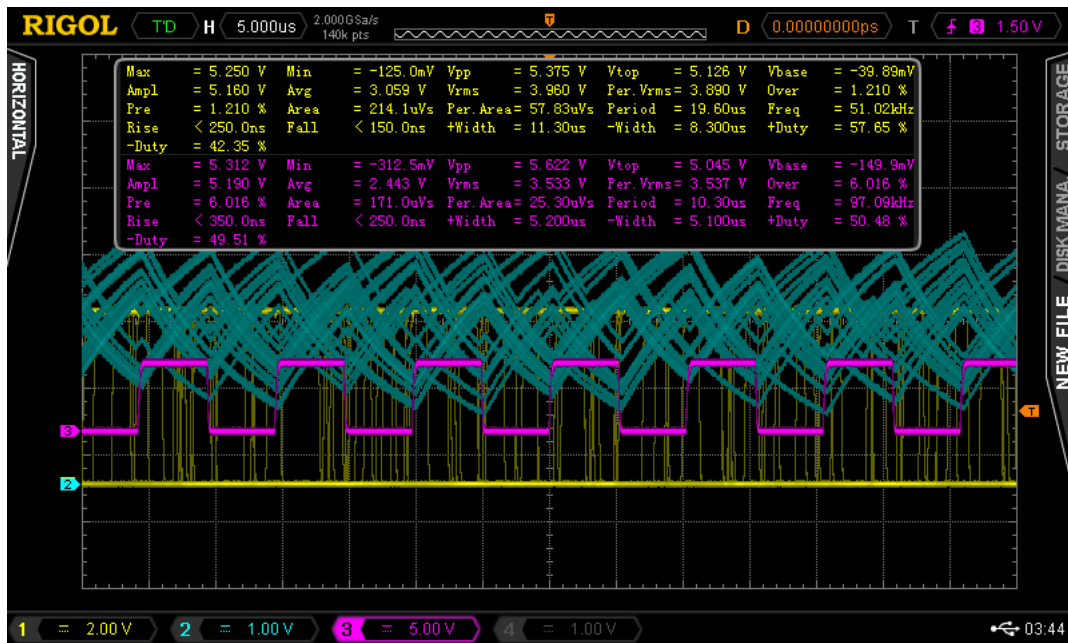 RIGOL T'D H 5.000us 2.000GSa/s 140k pts D 0.00000000ps T 3 1.50 V
HORIZONTAL
Max = 5.250 V Min = -125.0mV Vpp = 5.375 V Vtop = 5.126 V Vbase = -39.89mV
Ampl = 5.160 V Avg = 3.059 V Vrms = 3.960 V Per.Vrms= 3.890 V Over = 1.210 %
Pre = 1.210 % Area = 214.1uVs Per.Area= 57.83uVs Period = 19.60us Freq = 51.02kHz
Rise < 250.0ns Fall < 150.0ns +Width = 11.30us -Width = 8.300us +Duty = 57.65 %
-Duty = 42.35 %
Max = 5.312 V Min = -312.5mV Vpp = 5.622 V Vtop = 5.045 V Vbase = -149.9mV
Ampl = 5.190 V Avg = 2.443 V Vrms = 3.533 V Per.Vrms= 3.537 V Over = 6.016 %
Pre = 6.016 % Area = 171.0uVs Per.Area= 25.30uVs Period = 10.30us Freq = 97.09kHz
Rise < 350.0ns Fall < 250.0ns +Width = 5.200us -Width = 5.100us +Duty = 50.48 %
-Duty = 49.51 %
STORAGE
DISK MANA.
NEW FILE
T
3
T
2
1 = 2.00 V 2 = 1.00 V 3 = 5.00 V 4 = 1.00 V 03:44